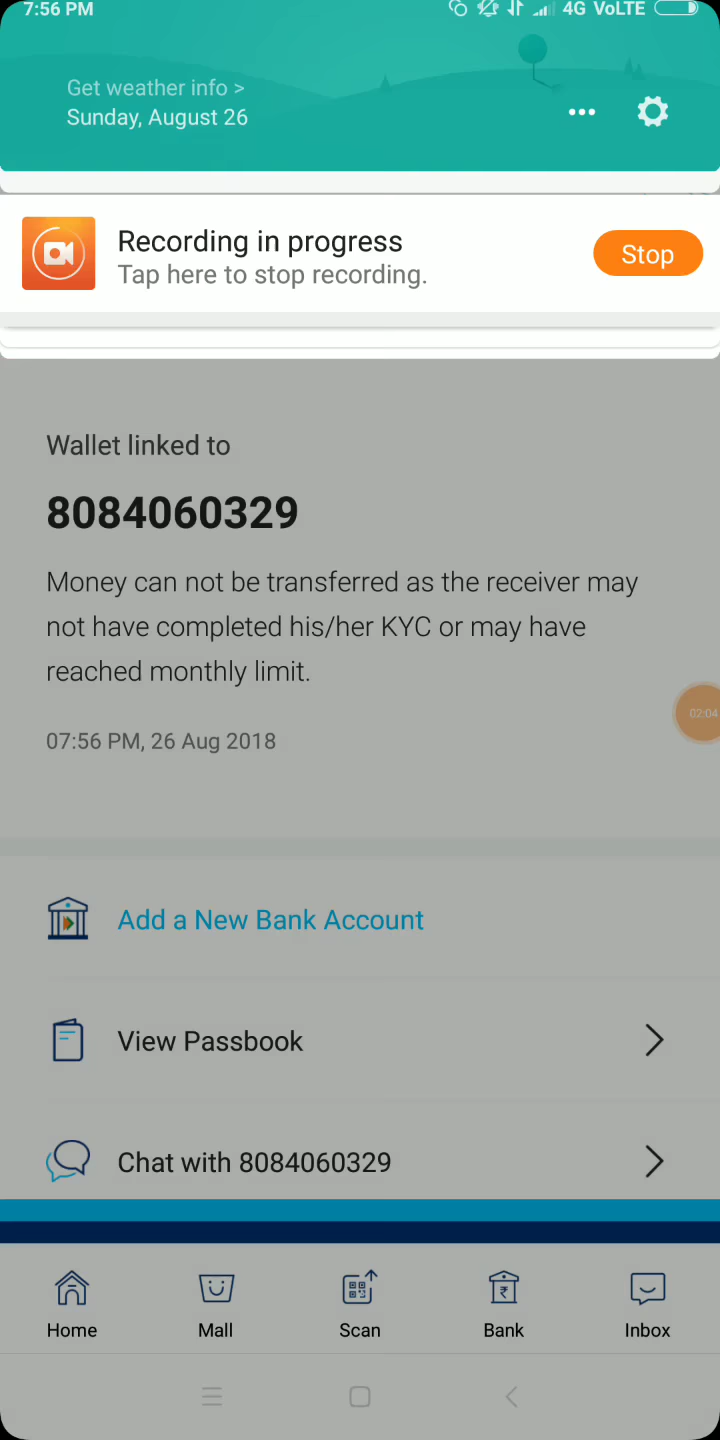 7:56 PM
4G VoLTE
Get weather info >
Sunday, August 26
Recording in progress
Tap here to stop recording.
Stop
Wallet linked to
8084060329
Money can not be transferred as the receiver may
not have completed his/her KYC or may have
reached monthly limit.
02:04
07:56 PM, 26 Aug 2018
Add a New Bank Account
View Passbook
Chat with 8084060329
Home
Mall
Scan
Bank
Inbox